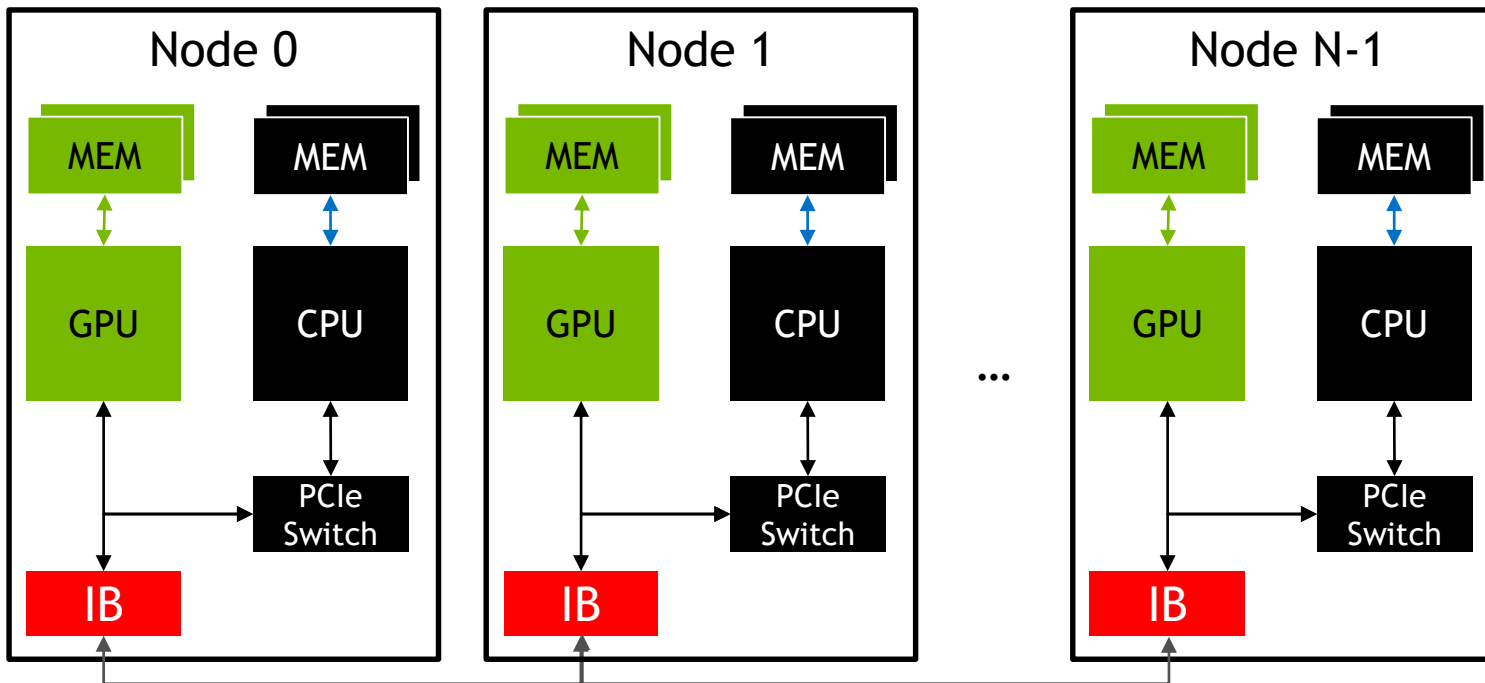 Node 0
MEM
MEM
GPU
CPU
PCIe
Switch
IB
Node 1
MEM
MEM
GPU
CPU
PCIe
Switch
IB
...
Node N-1
MEM
MEM
GPU
CPU
PCIe
Switch
IB